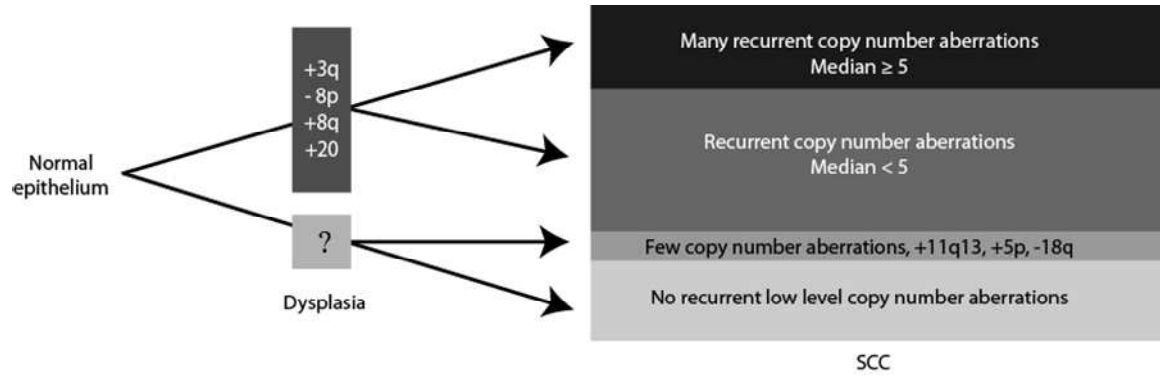 Normal
epithelium
+3q
- 8p
+8q
+20
?
Dysplasia
Many recurrent copy number aberrations
Median ≥ 5
Recurrent copy number aberrations
Median < 5
Few copy number aberrations, +11q13, +5p, -18q
No recurrent low level copy number aberrations
SCC